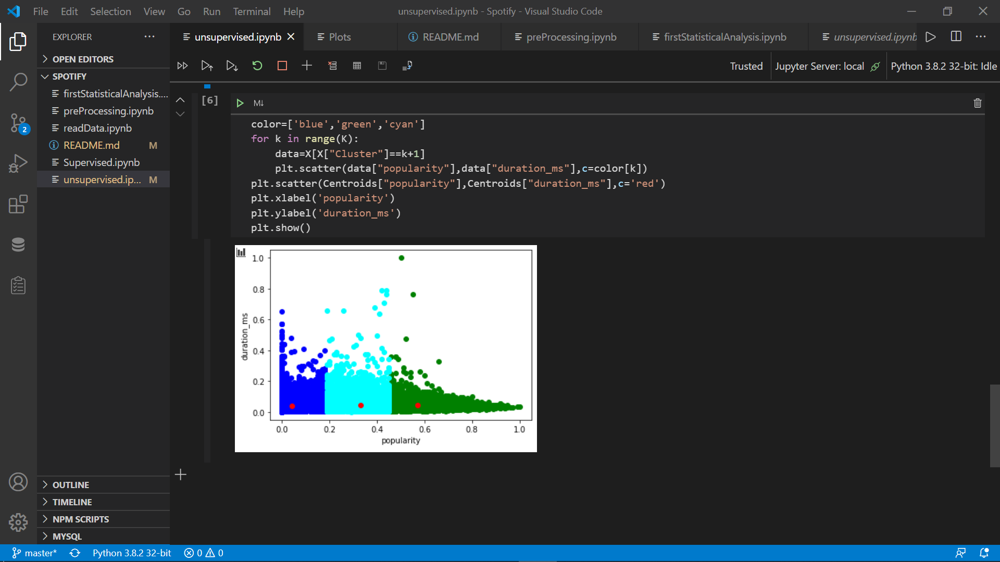 File Edit Selection View Go Run Terminal Help
unsupervised.ipynb - Spotify - Visual Studio Code
EXPLORER
OPEN EDITORS
SPOTIFY
firstStatisticalAnalysis....
preProcessing.ipynb
readData.ipynb
README.md M
Supervised.ipynb
unsupervised.ip... M
OUTLINE
TIMELINE
NPM SCRIPTS
MYSQL
2
unsupervised.ipynb Plots README.md preProcessing.ipynb firstStatisticalAnalysis.ipynb unsupervised.ipynb
Trusted Jupyter Server: local Python 3.8.2 32-bit: Idle
[6]
M↓
color=['blue','green','cyan']
for k in range(K):
    data=X[X["Cluster"]==k+1]
    plt.scatter(data["popularity"],data["duration_ms"],c=color[k])
plt.scatter(Centroids["popularity"],Centroids["duration_ms"],c='red')
plt.xlabel('popularity')
plt.ylabel('duration_ms')
plt.show()
1.0
0.8
0.6
0.4
0.2
0.0
duration_ms
0.0 0.2 0.4 0.6 0.8 1.0
popularity
master* Python 3.8.2 32-bit 0 0